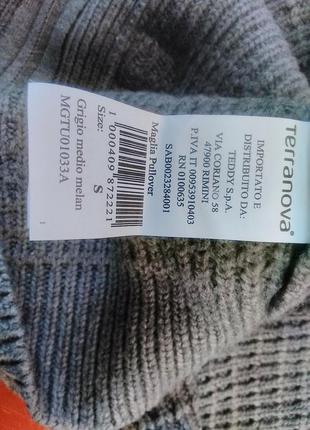 Terranova®
IMPORTATO E
DISTRIBUITO DA:
TEDDY S.p.A.
VIA CORIANO 58
47900 RIMINI
P.IVA IT 00953910403
RN 0100635
SAB0023284001
Maglia Pullover
1 000409 872221
Size: S
Grigio medio melan
MGTU01033A